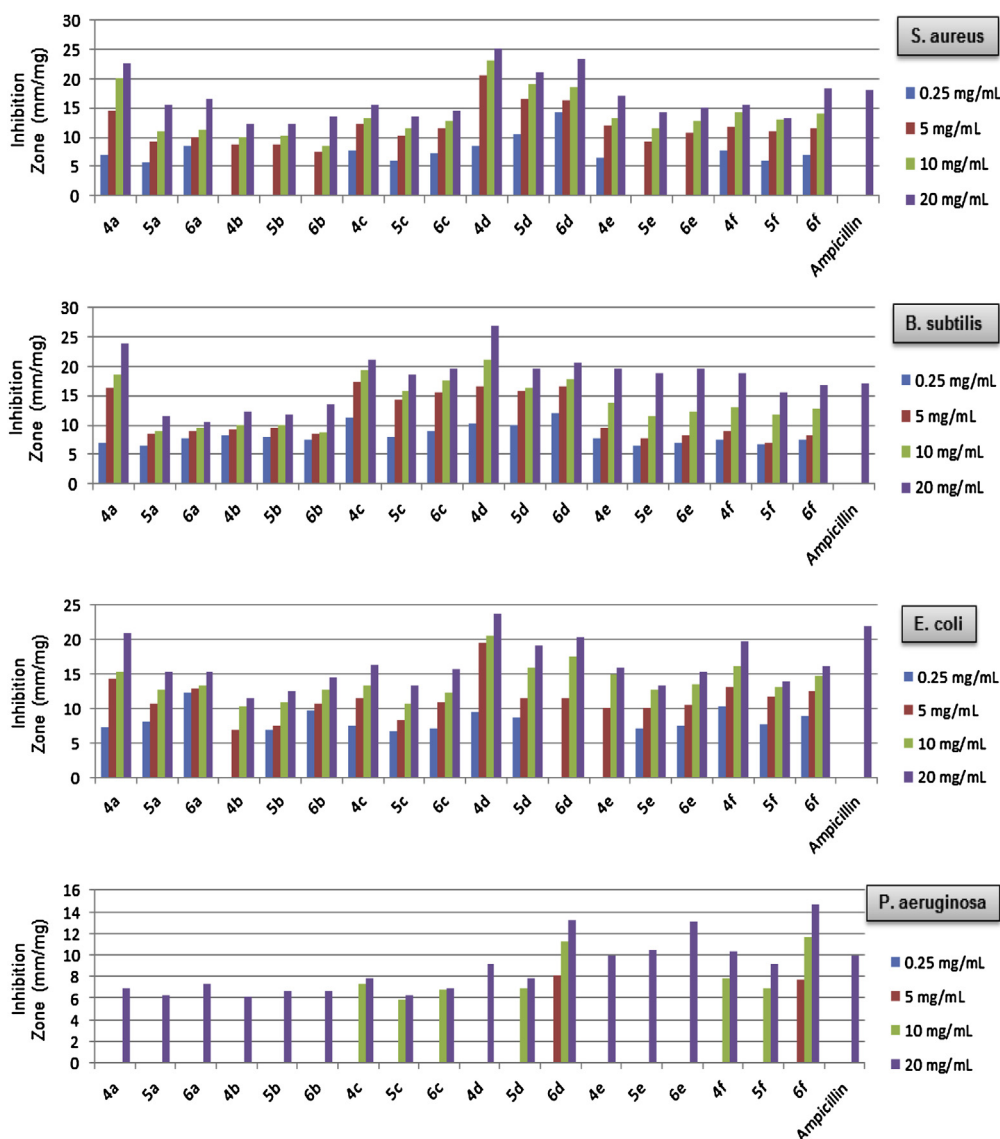 S. aureus
Inhibition
Zone (mm/mg)
30
25
20
15
10
5
0
4a 5a 6a 4b 5b 6b 4c 5c 6c 4d 5d 6d 4e 5e 6e 4f 5f 6f Ampicillin
0.25 mg/mL
5 mg/mL
10 mg/mL
20 mg/mL
B. subtilis
Inhibition
Zone (mm/mg)
30
25
20
15
10
5
0
4a 5a 6a 4b 5b 6b 4c 5c 6c 4d 5d 6d 4e 5e 6e 4f 5f 6f Ampicillin
0.25 mg/mL
5 mg/mL
10 mg/mL
20 mg/mL
E. coli
Inhibition
Zone (mm/mg)
25
20
15
10
5
0
4a 5a 6a 4b 5b 6b 4c 5c 6c 4d 5d 6d 4e 5e 6e 4f 5f 6f Ampicillin
0.25 mg/mL
5 mg/mL
10 mg/mL
20 mg/mL
P. aeruginosa
Inhibition
Zone (mm/mg)
16
14
12
10
8
6
4
2
0
4a 5a 6a 4b 5b 6b 4c 5c 6c 4d 5d 6d 4e 5e 6e 4f 5f 6f Ampicillin
0.25 mg/mL
5 mg/mL
10 mg/mL
20 mg/mL